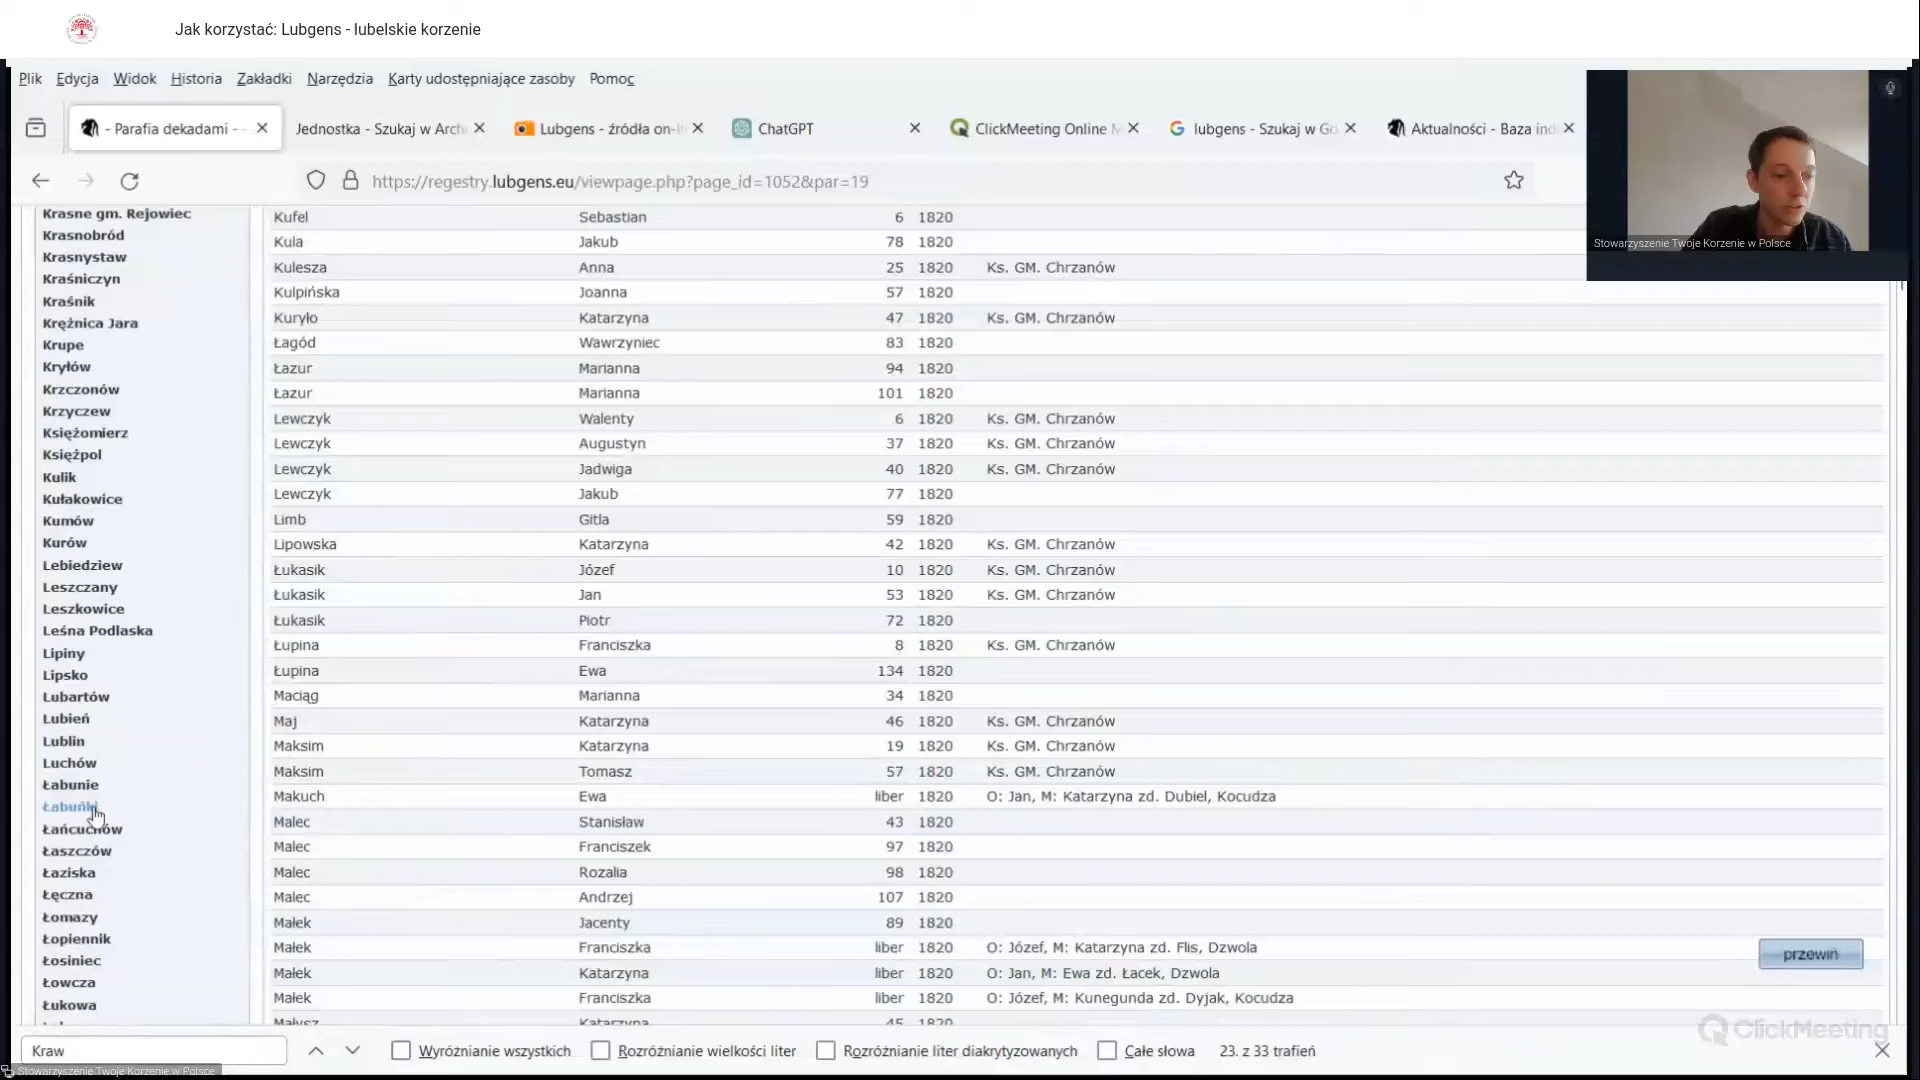 Jak korzystać: Lubgens - lubelskie korzenie
Plik Edycja Widok Historia Zakładki Narzędzia Karty udostępniające zasoby Pomoc
- Parafia dekadami - - Jednostka - Szukaj w Arch Lubgens - źródła on-l ChatGPT ClickMeeting Online M lubgens - Szukaj w Go Aktualności - Baza ind
https://regestry.lubgens.eu/viewpage.php?page_id=1052&par=19
Stowarzyszenie Twoje Korzenie w Polsce
Krasne gm. Rejowiec
Krasnobród
Krasnystaw
Kraśniczyn
Kraśnik
Krężnica Jara
Krupe
Kryłów
Krzczonów
Krzyczew
Księżomierz
Księżpol
Kulik
Kułakowice
Kumów
Kurów
Lebiedziew
Leszczany
Leszkowice
Leśna Podlaska
Lipiny
Lipsko
Lubartów
Lubień
Lublin
Luchów
Łabunie
Łabuńki
Łańcuchów
Łaszczów
Łaziska
Łęczna
Łomazy
Łopiennik
Łosiniec
Łowcza
Łukowa
Kufel Sebastian 6 1820
Kula Jakub 78 1820
Kulesza Anna 25 1820 Ks. GM. Chrzanów
Kulpińska Joanna 57 1820
Kuryło Katarzyna 47 1820 Ks. GM. Chrzanów
Łagód Wawrzyniec 83 1820
Łazur Marianna 94 1820
Łazur Marianna 101 1820
Lewczyk Walenty 6 1820 Ks. GM. Chrzanów
Lewczyk Augustyn 37 1820 Ks. GM. Chrzanów
Lewczyk Jadwiga 40 1820 Ks. GM. Chrzanów
Lewczyk Jakub 77 1820
Limb Gitla 59 1820
Lipowska Katarzyna 42 1820 Ks. GM. Chrzanów
Łukasik Józef 10 1820 Ks. GM. Chrzanów
Łukasik Jan 53 1820 Ks. GM. Chrzanów
Łukasik Piotr 72 1820
Łupina Franciszka 8 1820 Ks. GM. Chrzanów
Łupina Ewa 134 1820
Maciąg Marianna 34 1820
Maj Katarzyna 46 1820 Ks. GM. Chrzanów
Maksim Katarzyna 19 1820 Ks. GM. Chrzanów
Maksim Tomasz 57 1820 Ks. GM. Chrzanów
Makuch Ewa liber 1820 O: Jan, M: Katarzyna zd. Dubiel, Kocudza
Malec Stanisław 43 1820
Malec Franciszek 97 1820
Malec Rozalia 98 1820
Malec Andrzej 107 1820
Małek Jacenty 89 1820
Małek Franciszka liber 1820 O: Józef, M: Katarzyna zd. Flis, Dzwola
Małek Katarzyna liber 1820 O: Jan, M: Ewa zd. Łacek, Dzwola
Małek Franciszka liber 1820 O: Józef, M: Kunegunda zd. Dyjak, Kocudza
Małysz Katarzyna 45 1820
przewiń
ClickMeeting
Kraw Wyróżnianie wszystkich Rozróżnianie wielkości liter Rozróżnianie liter diakrytyzowanych Całe słowa 23. z 33 trafień
Stowarzyszenie Twoje Korzenie w Polsce